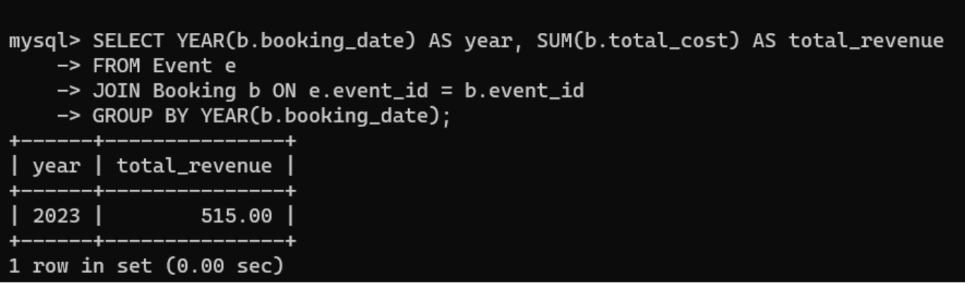 mysql> SELECT YEAR(b.booking_date) AS year, SUM(b.total_cost) AS total_revenue
    -> FROM Event e
    -> JOIN Booking b ON e.event_id = b.event_id
    -> GROUP BY YEAR(b.booking_date);
+------+---------------+
| year | total_revenue |
+------+---------------+
| 2023 |        515.00 |
+------+---------------+
1 row in set (0.00 sec)